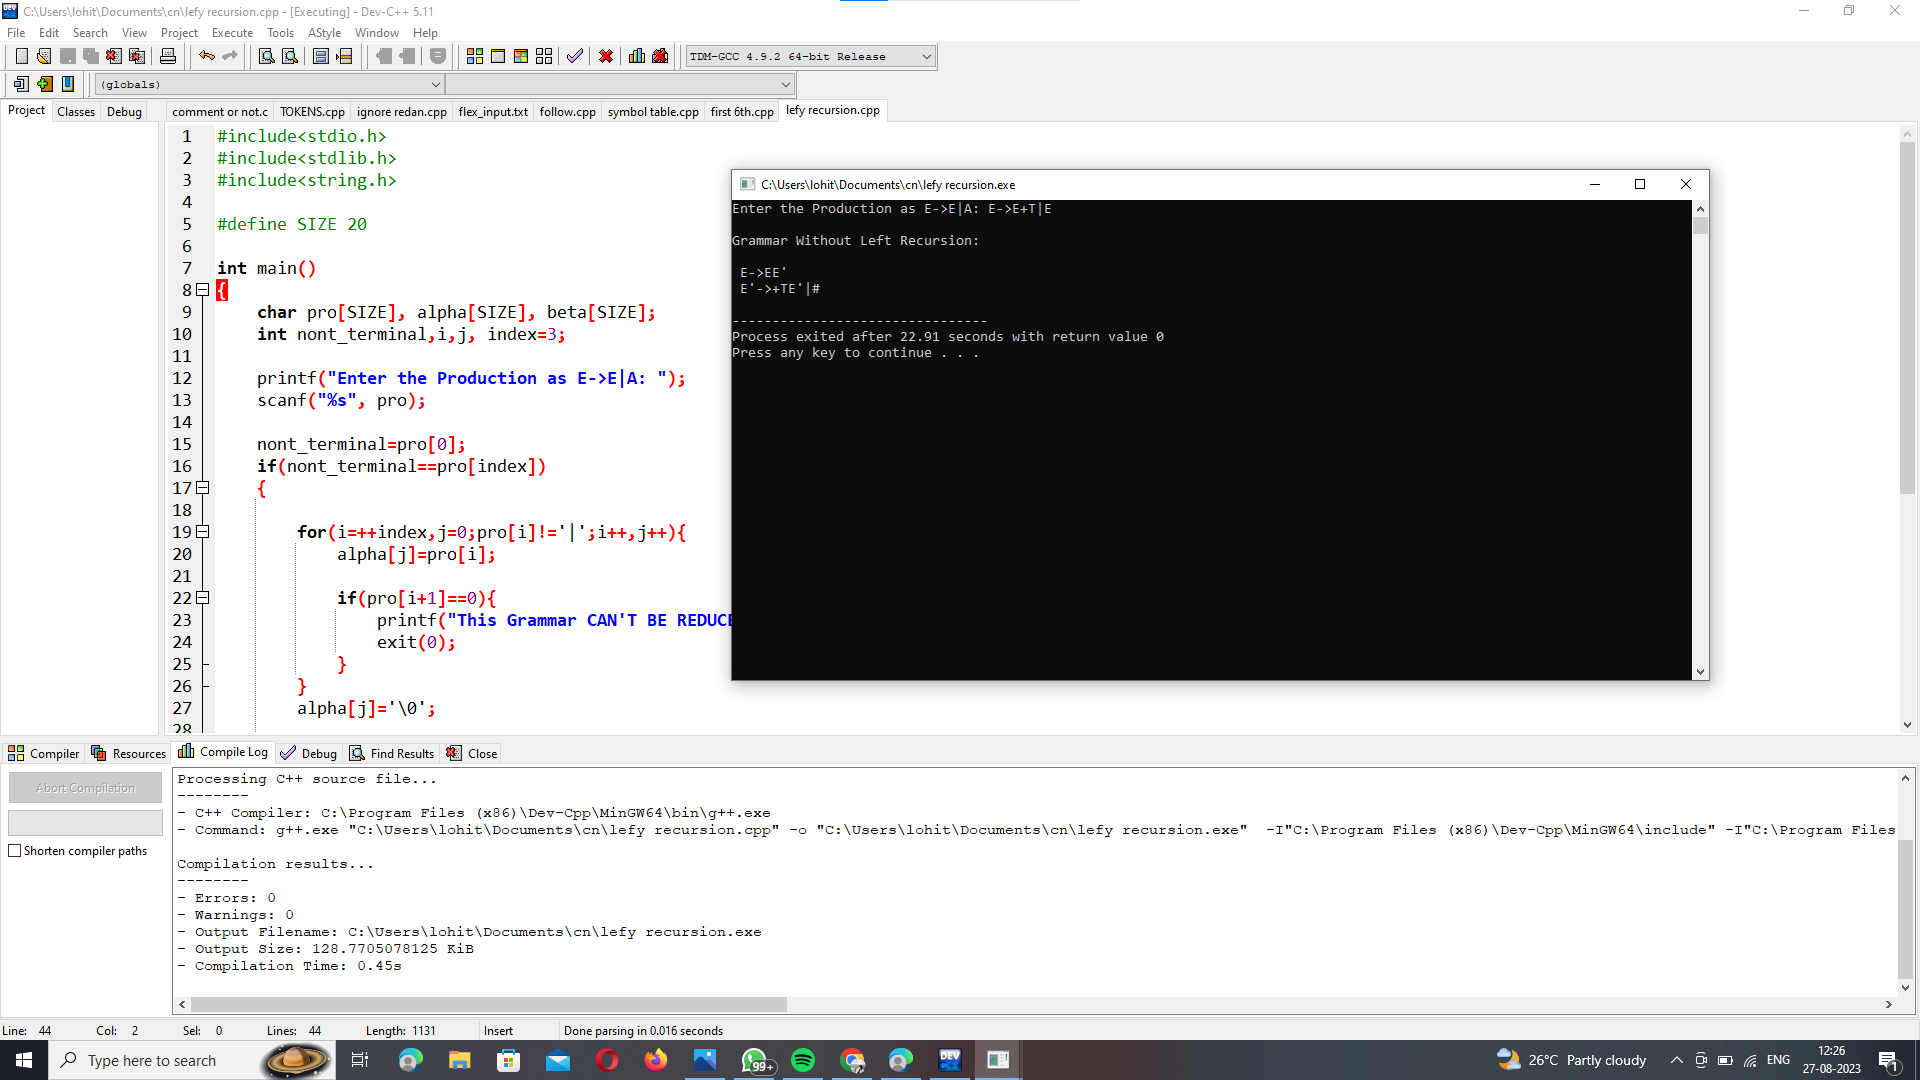 C:\Users\lohit\Documents\cn\lefy recursion.cpp - [Executing] - Dev-C++ 5.11
File Edit Search View Project Execute Tools AStyle Window Help
TDM-GCC 4.9.2 64-bit Release
(globals)
Project Classes Debug
comment or not.c TOKENS.cpp ignore redan.cpp flex_input.txt follow.cpp symbol table.cpp first 6th.cpp lefy recursion.cpp
1 #include<stdio.h>
2 #include<stdlib.h>
3 #include<string.h>
4
5 #define SIZE 20
6
7 int main()
8 {
9 char pro[SIZE], alpha[SIZE], beta[SIZE];
10 int nont_terminal,i,j, index=3;
11
12 printf("Enter the Production as E->E|A: ");
13 scanf("%s", pro);
14
15 nont_terminal=pro[0];
16 if(nont_terminal==pro[index])
17 {
18
19 for(i=++index,j=0;pro[i]!='|';i++,j++){
20 alpha[j]=pro[i];
21
22 if(pro[i+1]==0){
23 printf("This Grammar CAN'T BE REDUCE
24 exit(0);
25 }
26 }
27 alpha[j]='\0';
28
C:\Users\lohit\Documents\cn\lefy recursion.exe
Enter the Production as E->E|A: E->E+T|E
Grammar Without Left Recursion:
E->EE'
E'->+TE'|#
--------------------------------
Process exited after 22.91 seconds with return value 0
Press any key to continue . . .
Compiler Resources Compile Log Debug Find Results Close
Abort Compilation
Shorten compiler paths
Processing C++ source file...
--------
- C++ Compiler: C:\Program Files (x86)\Dev-Cpp\MinGW64\bin\g++.exe
- Command: g++.exe "C:\Users\lohit\Documents\cn\lefy recursion.cpp" -o "C:\Users\lohit\Documents\cn\lefy recursion.exe" -I"C:\Program Files (x86)\Dev-Cpp\MinGW64\include" -I"C:\Program Files
Compilation results...
--------
- Errors: 0
- Warnings: 0
- Output Filename: C:\Users\lohit\Documents\cn\lefy recursion.exe
- Output Size: 128.7705078125 KiB
- Compilation Time: 0.45s
Line: 44 Col: 2 Sel: 0 Lines: 44 Length: 1131 Insert Done parsing in 0.016 seconds
Type here to search
99+
DEV
26°C Partly cloudy
ENG
12:26
27-08-2023
1